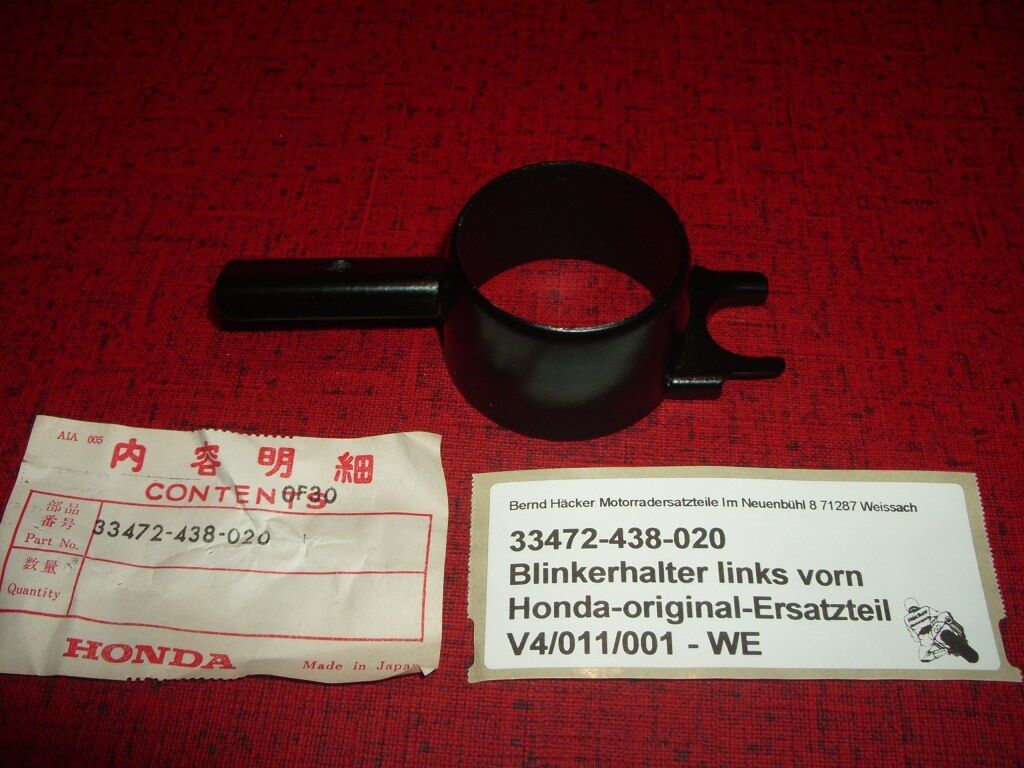 AIA 005
内容明細
CONTENTS
0F30
部品番号
Part No.
33472-438-020
数量
Quantity
HONDA
Made in Japan
Bernd Häcker Motorradersatzteile Im Neuenbühl 8 71287 Weissach
33472-438-020
Blinkerhalter links vorn
Honda-original-Ersatzteil
V4/011/001 - WE